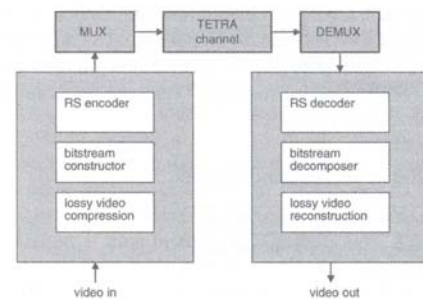 MUX
TETRA
channel
DEMUX
RS encoder
bitstream
constructor
lossy video
compression
video in
RS decoder
bitstream
decomposer
lossy video
reconstruction
video out